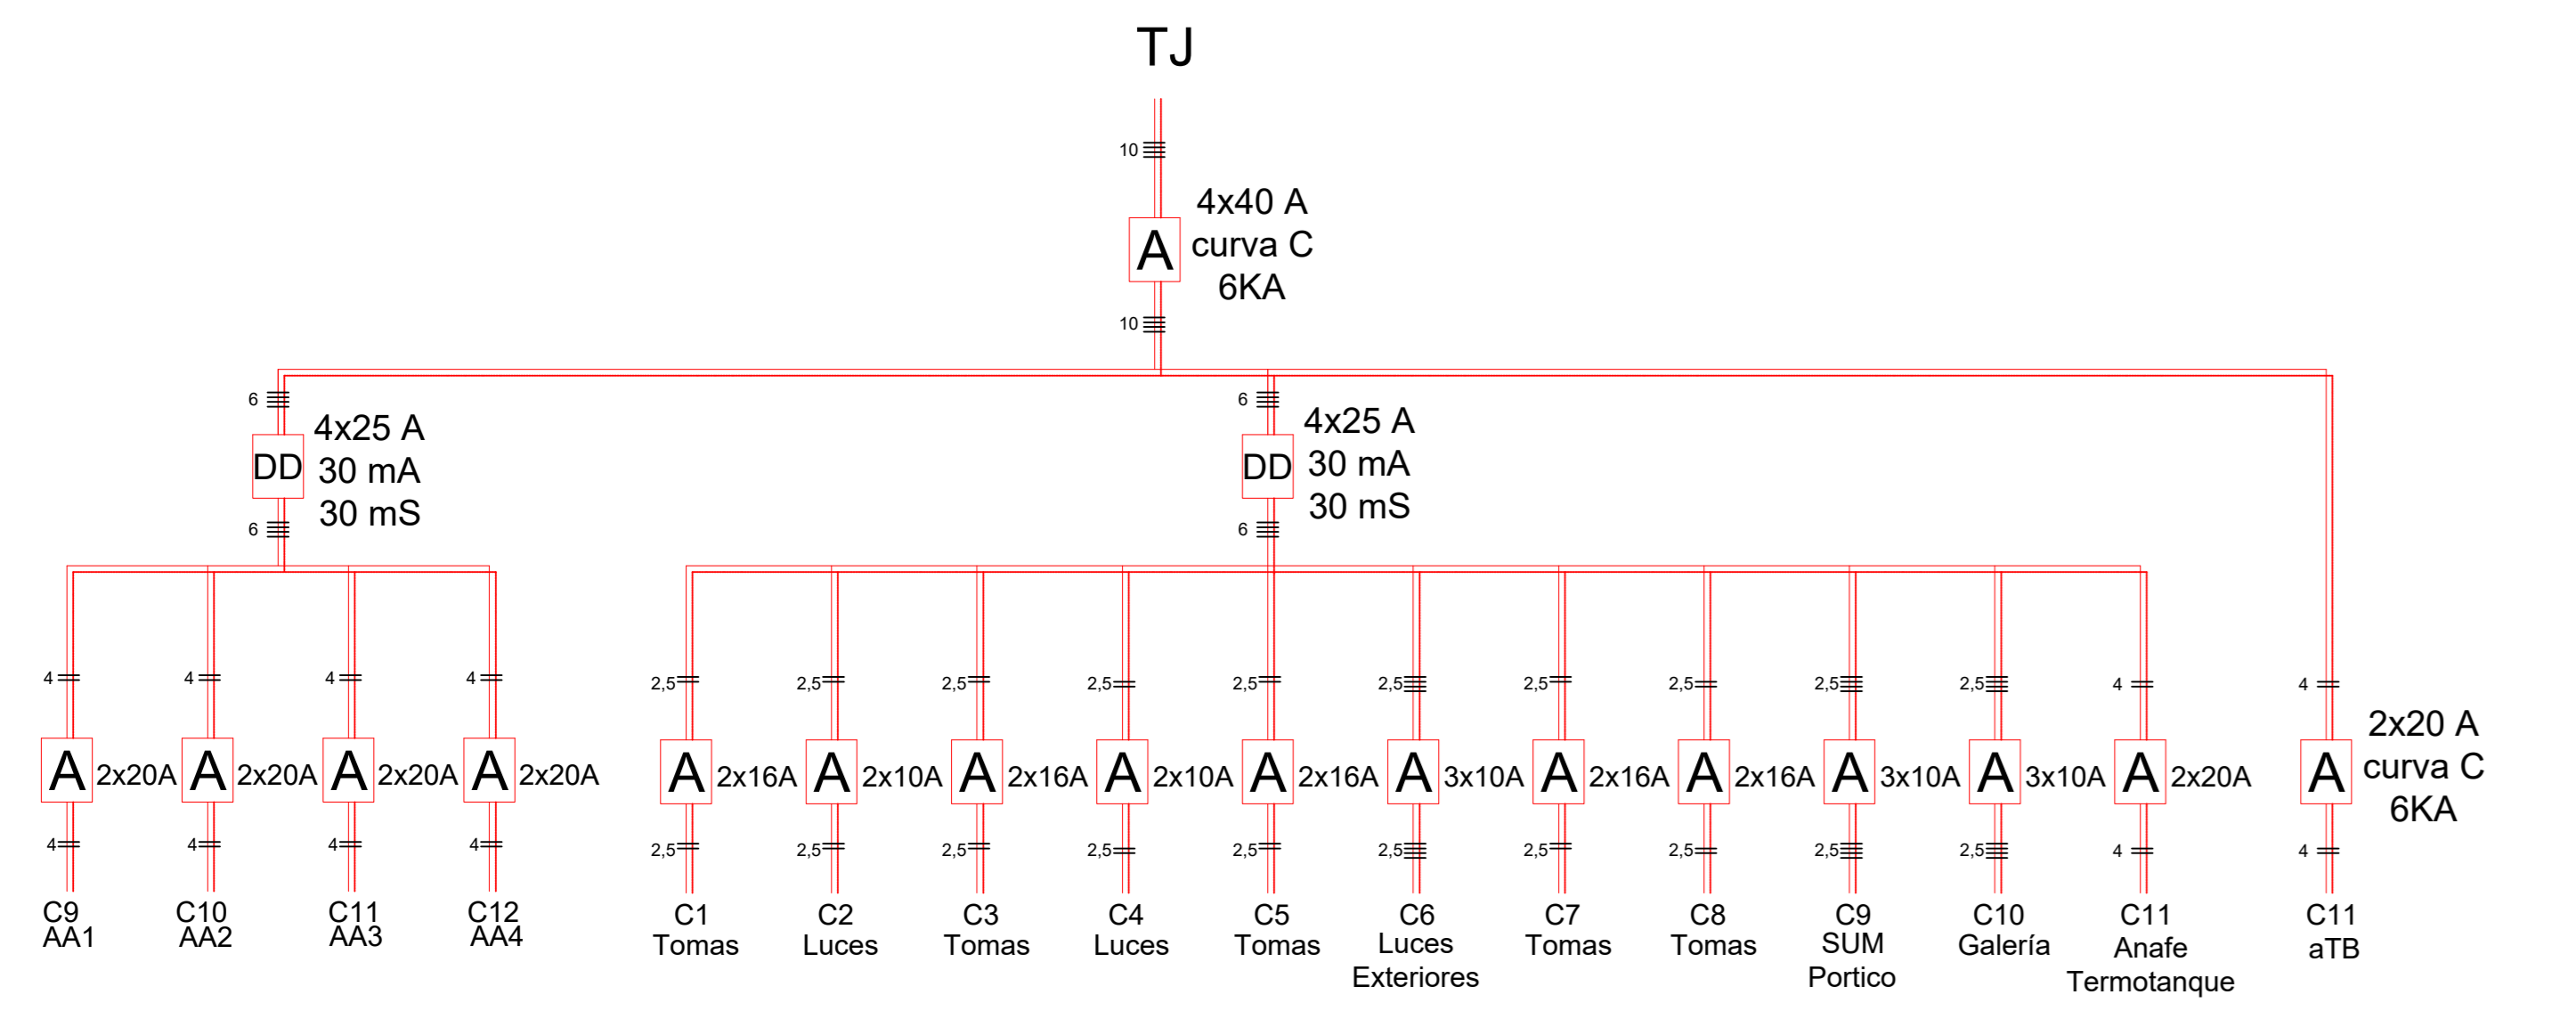 TJ
10
4x40 A
curva C
6KA
A
10
6
4x25 A
30 mA
30 mS
DD
6
6
4x25 A
30 mA
30 mS
DD
6
4
4
4
4
2,5
2,5
2,5
2,5
2,5
2,5
2,5
2,5
2,5
2,5
4
4
A 2x20A
A 2x20A
A 2x20A
A 2x20A
A 2x16A
A 2x10A
A 2x16A
A 2x10A
A 2x16A
A 3x10A
A 2x16A
A 2x16A
A 3x10A
A 3x10A
A 2x20A
A
2x20 A
curva C
6KA
4
4
4
4
2,5
2,5
2,5
2,5
2,5
2,5
2,5
2,5
2,5
2,5
4
4
C9
AA1
C10
AA2
C11
AA3
C12
AA4
C1
Tomas
C2
Luces
C3
Tomas
C4
Luces
C5
Tomas
C6
Luces
Exteriores
C7
Tomas
C8
Tomas
C9
SUM
Portico
C10
Galería
C11
Anafe
Termotanque
C11
aTB